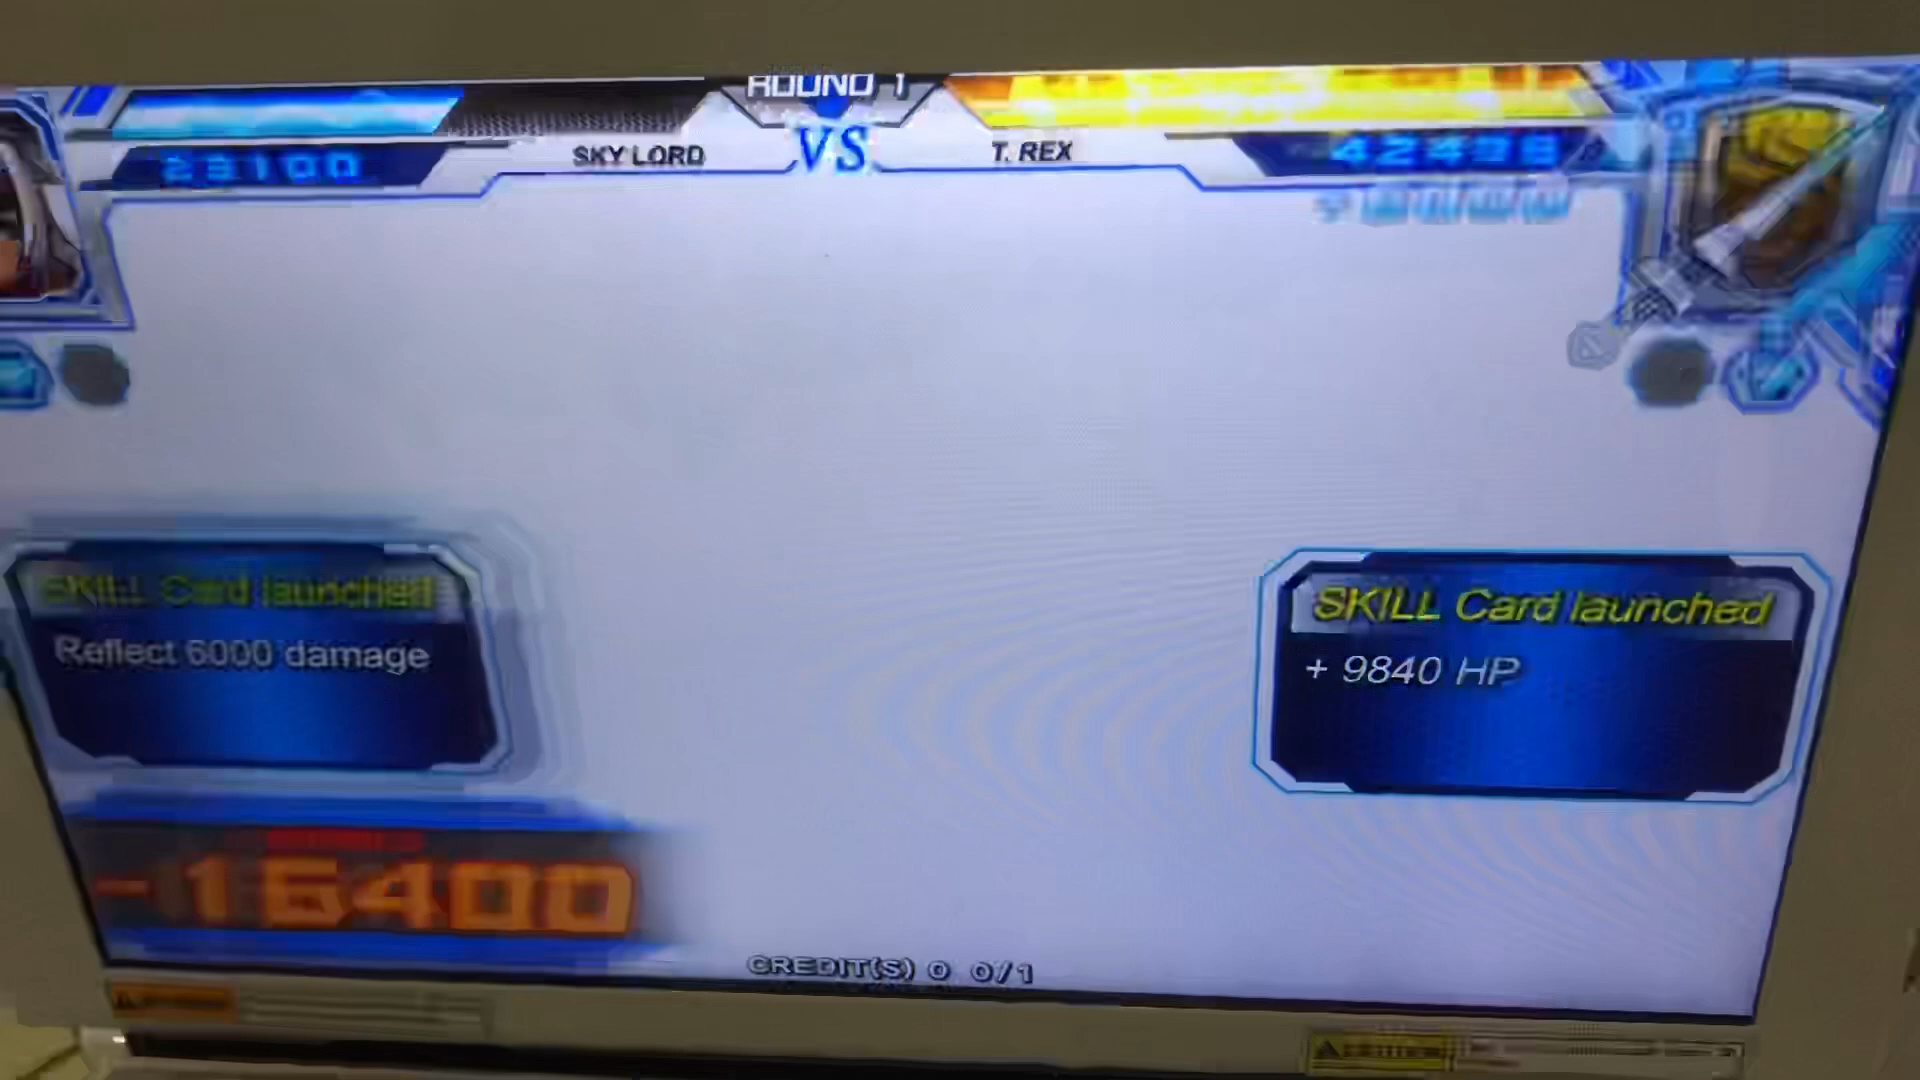 ROUND 1
23100
SKY LORD
VS
T. REX
SKILL Card launched
Reflect 6000 damage
SKILL Card launched
+ 9840 HP
-16400
CREDIT(S) 0 0/1